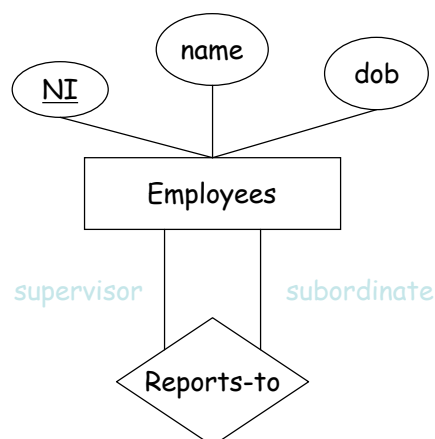 name
NI
dob
Employees
supervisor subordinate
Reports-to